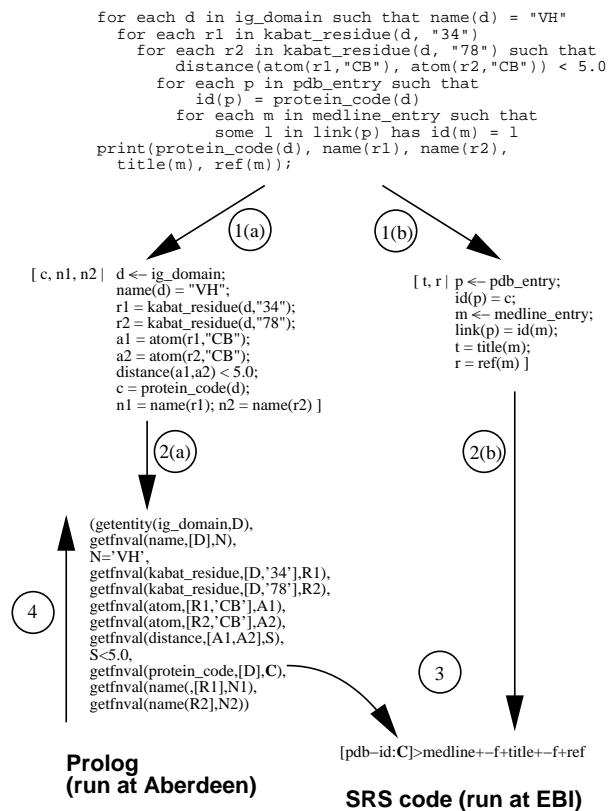 for each d in ig_domain such that name(d) = "VH"
for each r1 in kabat_residue(d, "34")
for each r2 in kabat_residue(d, "78") such that
distance(atom(r1,"CB"), atom(r2,"CB")) < 5.0
for each p in pdb_entry such that
id(p) = protein_code(d)
for each m in medline_entry such that
some l in link(p) has id(m) = l
print(protein_code(d), name(r1), name(r2),
title(m), ref(m));
1(a)
1(b)
[ c, n1, n2 | d <– ig_domain;
name(d) = "VH";
r1 = kabat_residue(d,"34");
r2 = kabat_residue(d,"78");
a1 = atom(r1,"CB");
a2 = atom(r2,"CB");
distance(a1,a2) < 5.0;
c = protein_code(d);
n1 = name(r1); n2 = name(r2) ]
[ t, r | p <– pdb_entry;
id(p) = c;
m <– medline_entry;
link(p) = id(m);
t = title(m);
r = ref(m) ]
2(a)
2(b)
(getentity(ig_domain,D),
getfnval(name,[D],N),
N='VH',
getfnval(kabat_residue,[D,'34'],R1),
getfnval(kabat_residue,[D,'78'],R2),
getfnval(atom,[R1,'CB'],A1),
getfnval(atom,[R2,'CB'],A2),
getfnval(distance,[A1,A2],S),
S<5.0,
getfnval(protein_code,[D],C),
getfnval(name(,[R1],N1),
getfnval(name(R2],N2))
4
3
[pdb–id:C]>medline+–f+title+–f+ref
Prolog
(run at Aberdeen)
SRS code (run at EBI)